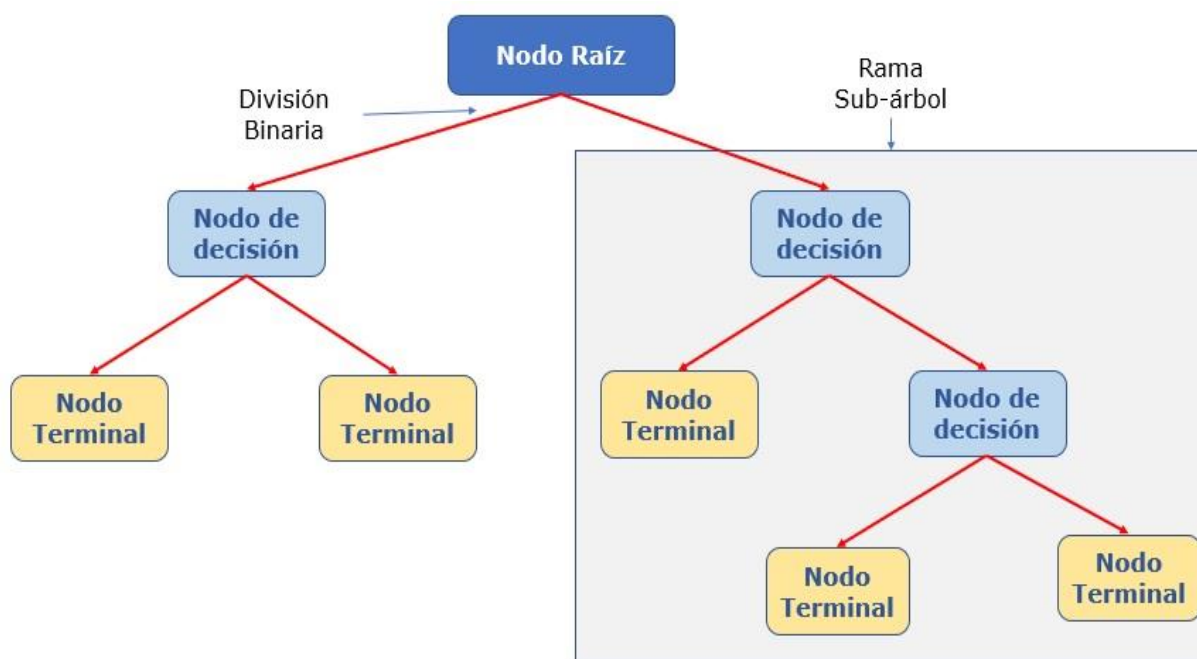 Nodo Raíz
División
Binaria
Rama
Sub-árbol
Nodo de
decisión
Nodo de
decisión
Nodo
Terminal
Nodo
Terminal
Nodo
Terminal
Nodo de
decisión
Nodo
Terminal
Nodo
Terminal